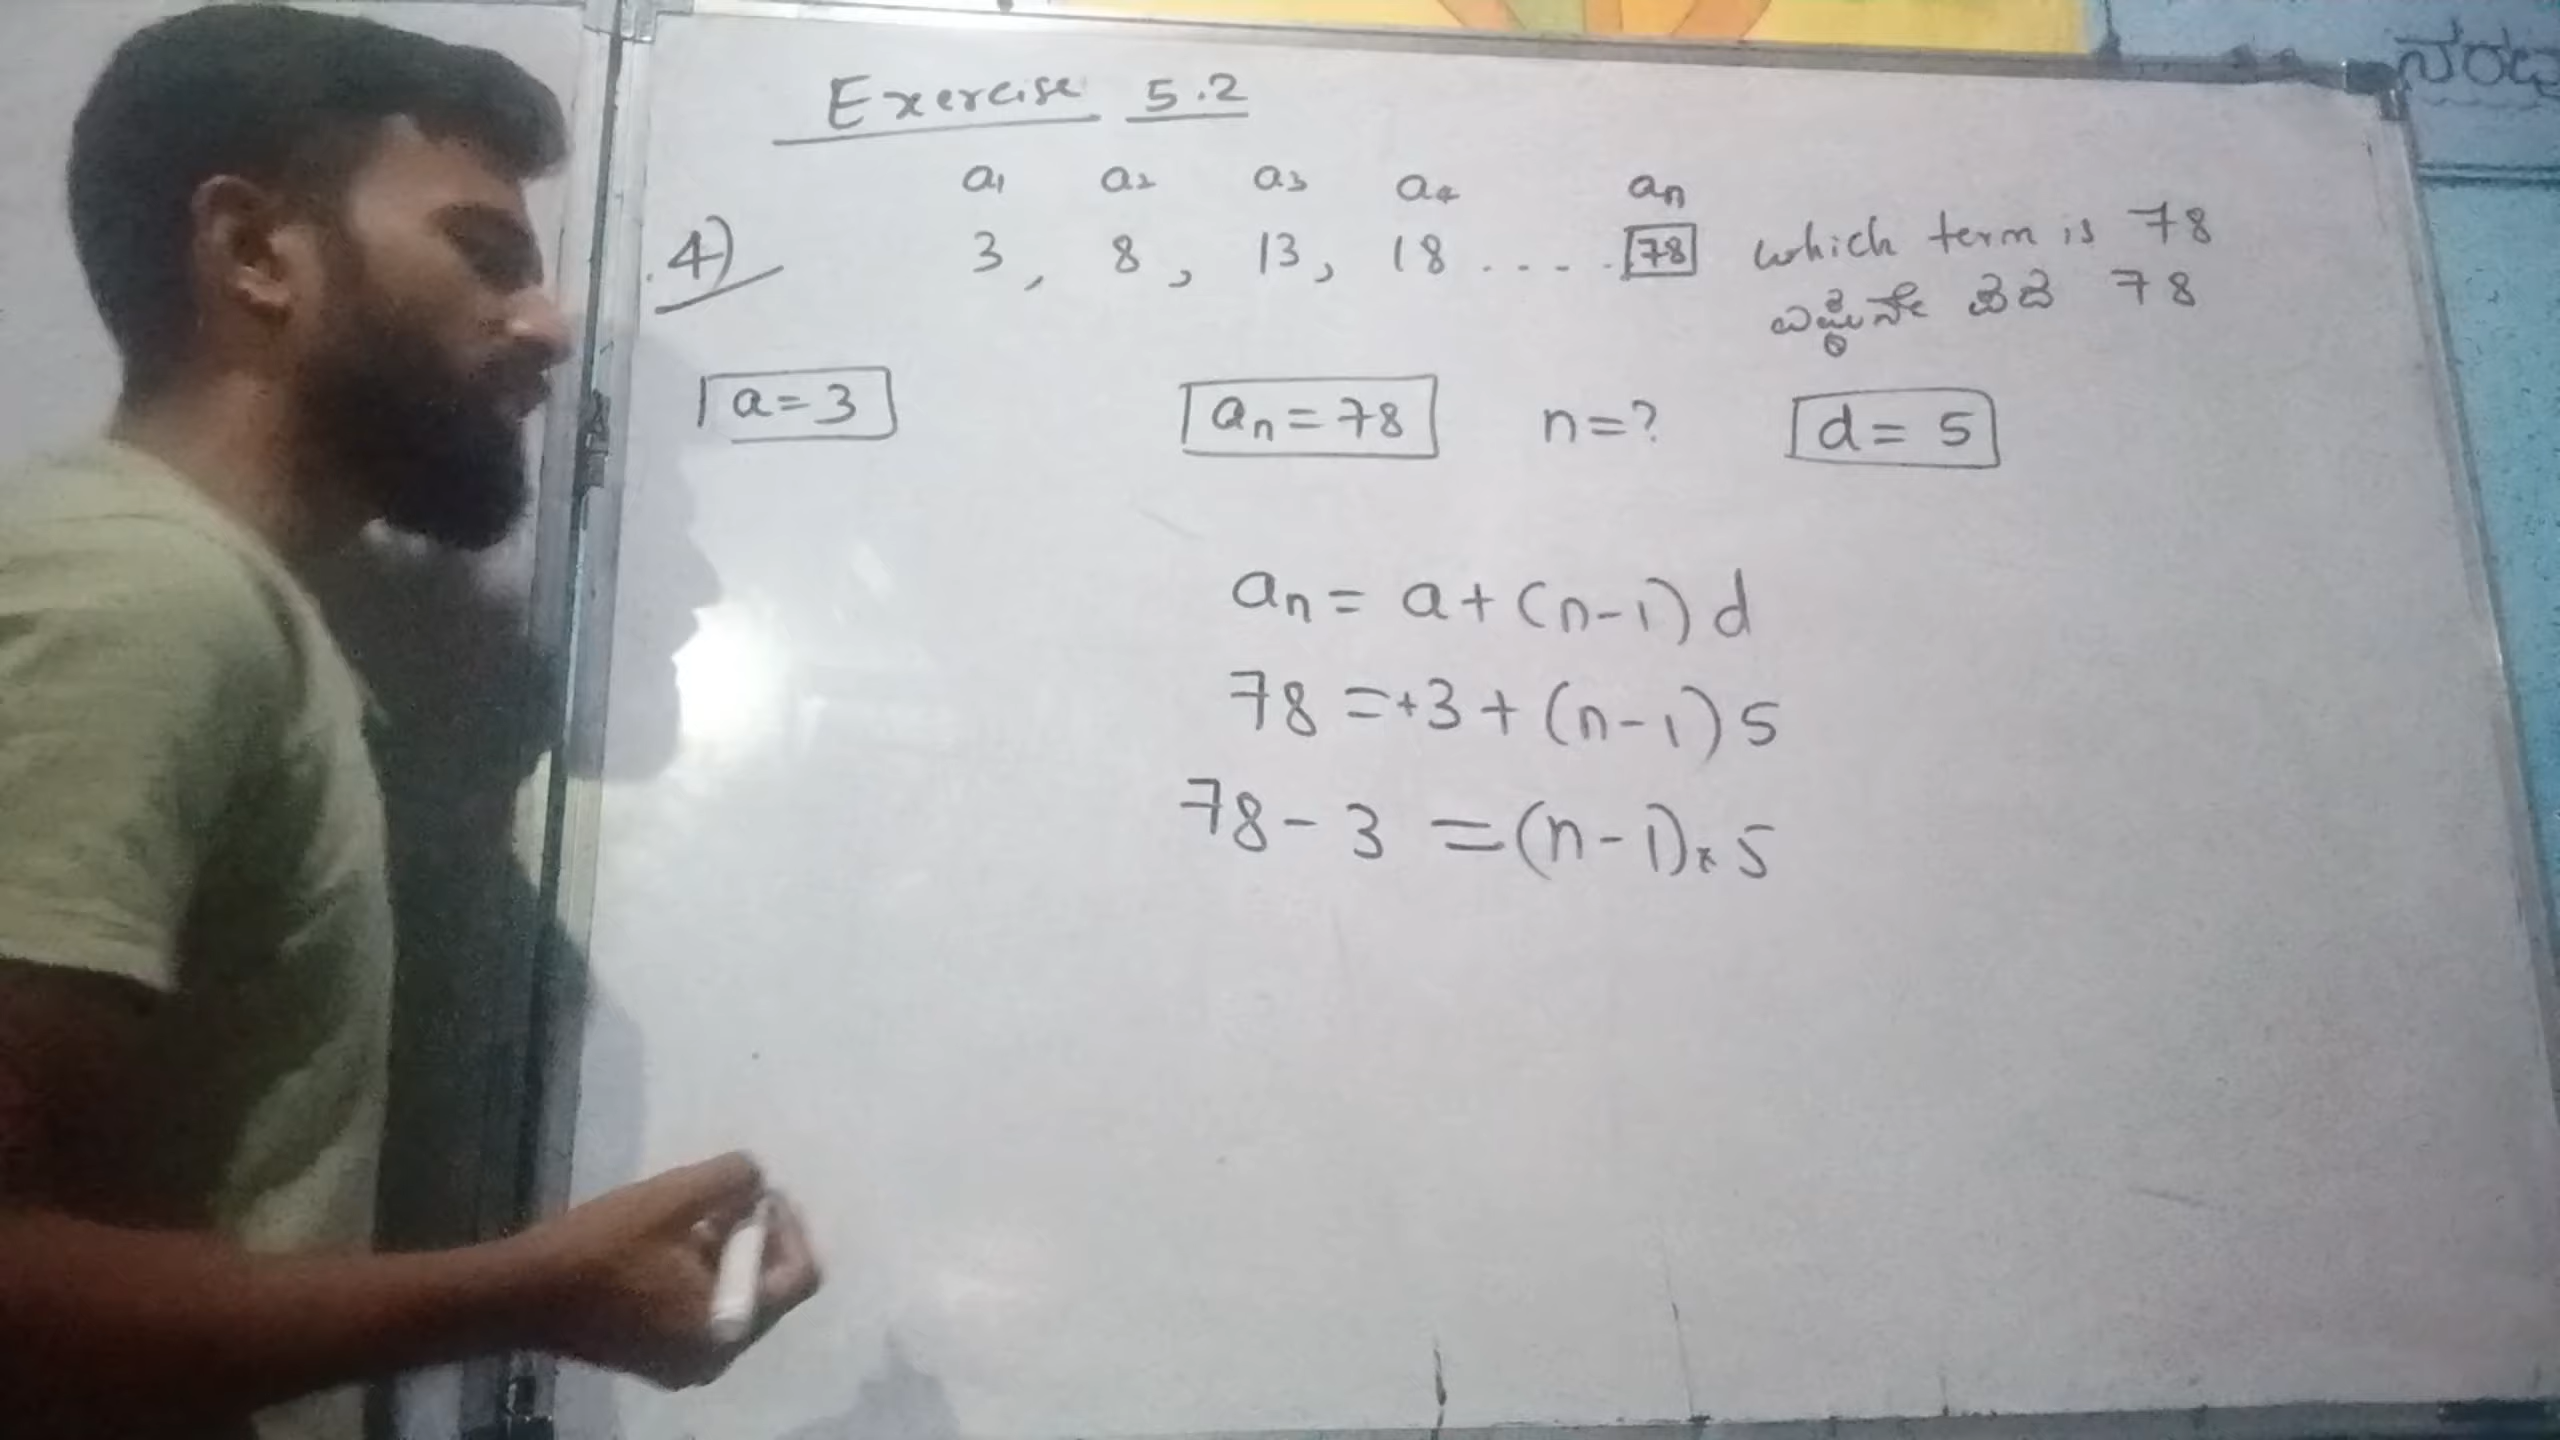 Exercise 5.2
a₁ a₂ a₃ a₄ aₙ
4) 3, 8, 13, 18 ..... 78 which term is 78
ಎಷ್ಟನೇ ಪದ 78
a=3 aₙ=78 n=? d=5
aₙ = a+(n-1)d
78 =+3+(n-1)5
78-3 =(n-1)×5